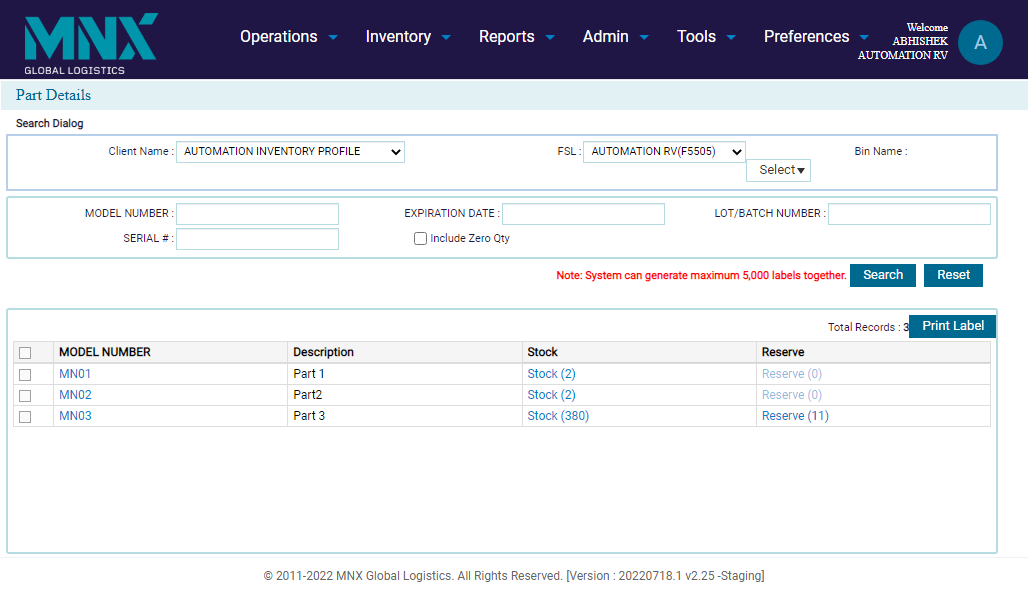 MNX
GLOBAL LOGISTICS
Operations Inventory Reports Admin Tools Preferences
Welcome
ABHISHEK
AUTOMATION RV
A
Part Details
Search Dialog
Client Name : AUTOMATION INVENTORY PROFILE FSL : AUTOMATION RV(F5505) Bin Name :
Select
MODEL NUMBER : EXPIRATION DATE : LOT/BATCH NUMBER :
SERIAL # : Include Zero Qty
Note: System can generate maximum 5,000 labels together. Search Reset
Total Records : 3 Print Label
MODEL NUMBER Description Stock Reserve
MN01 Part 1 Stock (2) Reserve (0)
MN02 Part2 Stock (2) Reserve (0)
MN03 Part 3 Stock (380) Reserve (11)
© 2011-2022 MNX Global Logistics. All Rights Reserved. [Version : 20220718.1 v2.25 -Staging]